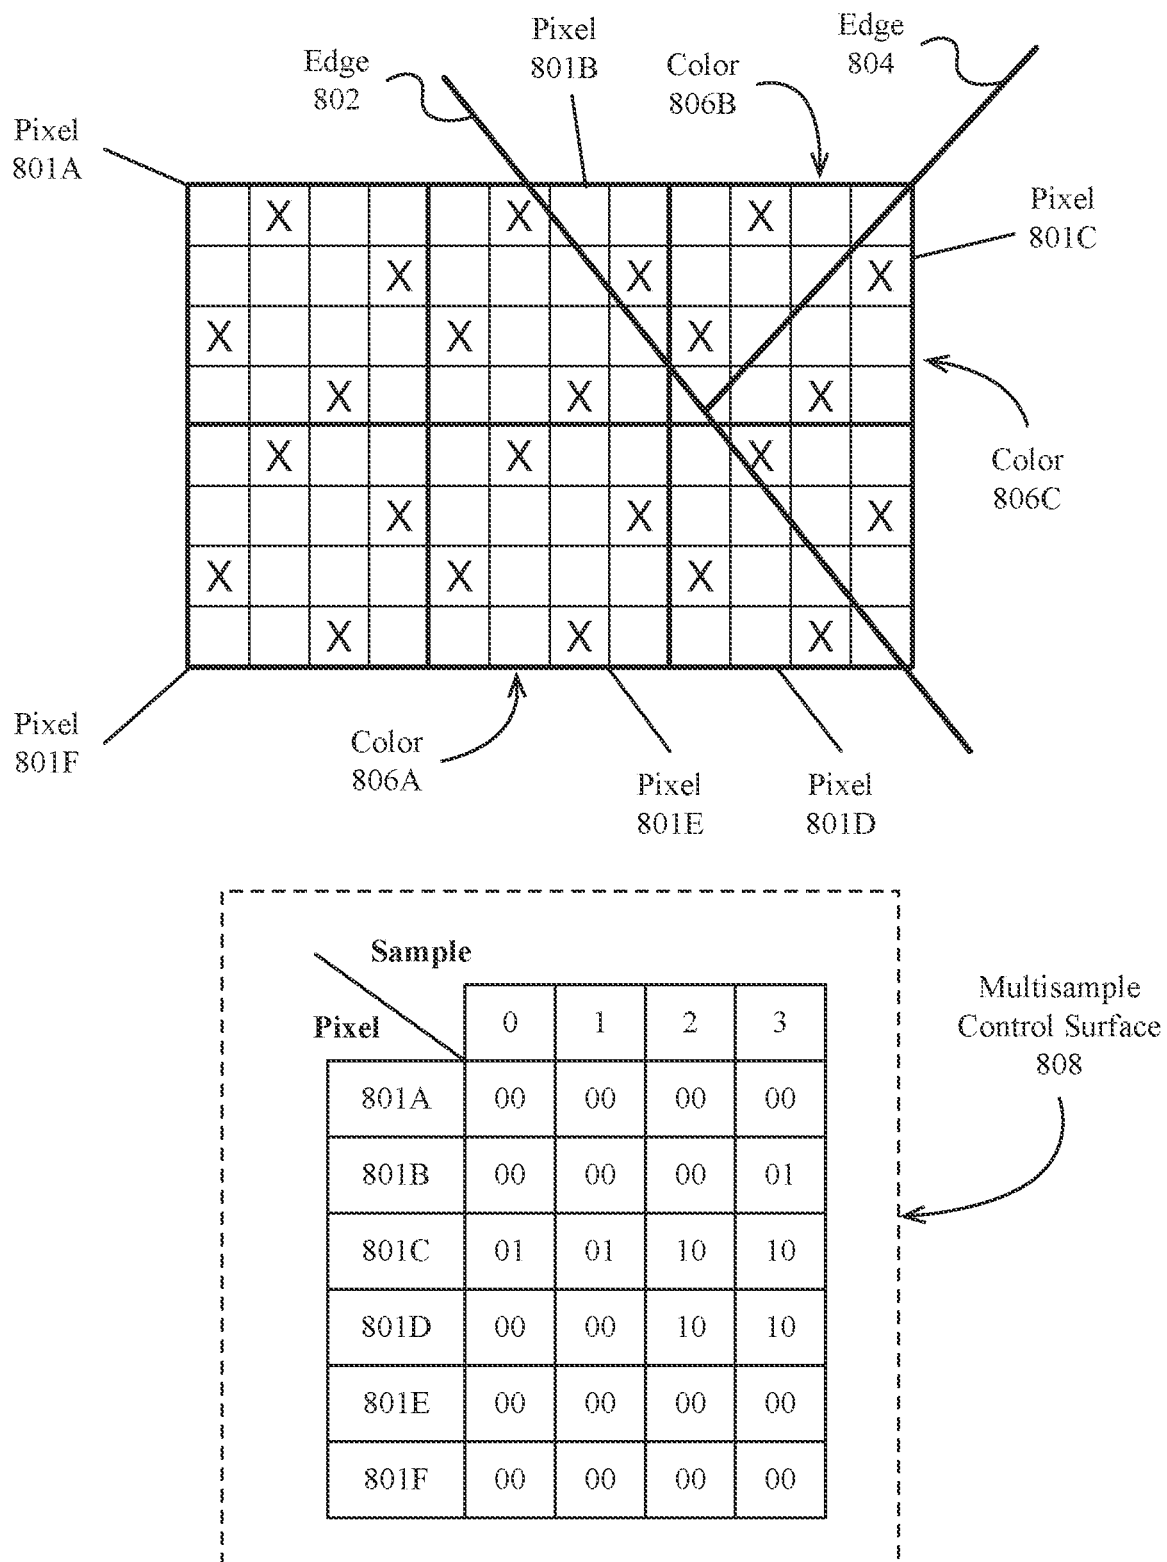 Edge
802
Pixel
801B
Color
806B
Edge
804
Pixel
801A
Pixel
801C
X X X
X X X
X X X
X X X
X X X
X X X
X X X
X X X
Color
806C
Pixel
801F
Color
806A
Pixel
801E
Pixel
801D
Sample
Pixel
0 1 2 3
801A 00 00 00 00
801B 00 00 00 01
801C 01 01 10 10
801D 00 00 10 10
801E 00 00 00 00
801F 00 00 00 00
Multisample
Control Surface
808